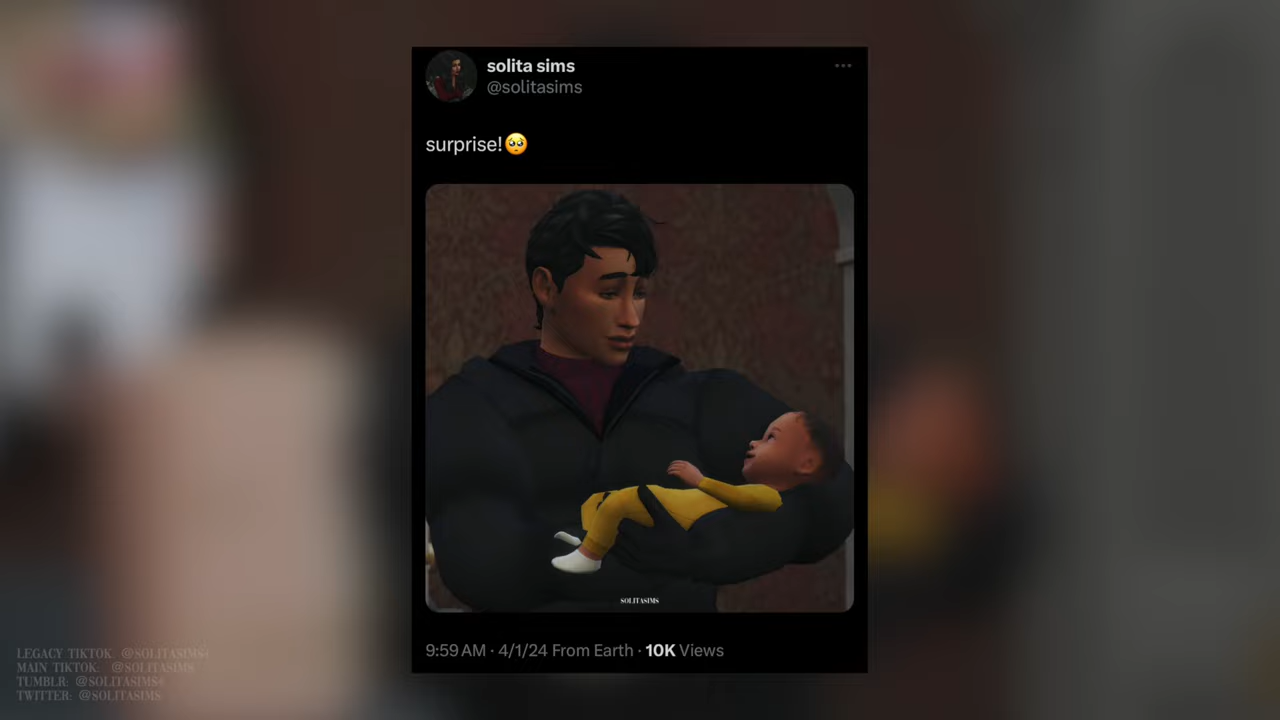 solita sims
@solitasims
surprise!🥺
SOLITASIMS
9:59 AM · 4/1/24 From Earth · 10K Views
LEGACY TIKTOK @SOLITASIMS4
MAIN TIKTOK: @SOLITASIMS
TUMBLR: @SOLITASIMS4
TWITTER: @SOLITASIMS